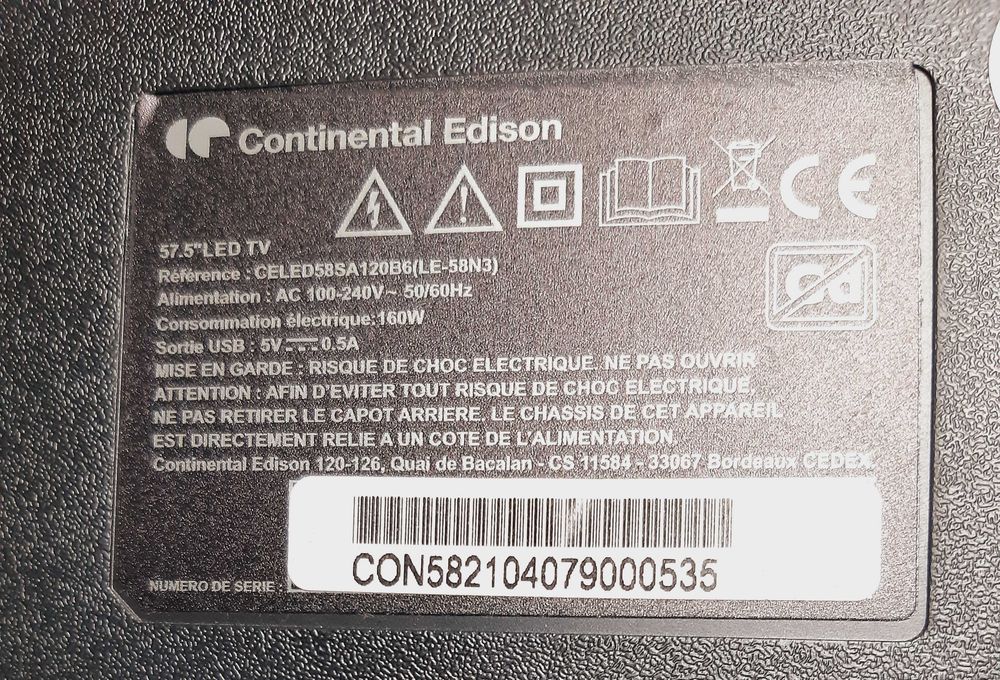 Continental Edison
CE
57.5"LED TV
Référence : CELED58SA120B6(LE-58N3)
Alimentation : AC 100-240V~ 50/60Hz
Consommation électrique:160W
Sortie USB : 5V⎓0.5A
Pb
MISE EN GARDE : RISQUE DE CHOC ELECTRIQUE. NE PAS OUVRIR
ATTENTION : AFIN D'EVITER TOUT RISQUE DE CHOC ELECTRIQUE,
NE PAS RETIRER LE CAPOT ARRIERE. LE CHASSIS DE CET APPAREIL
EST DIRECTEMENT RELIE A UN COTE DE L'ALIMENTATION.
Continental Edison 120-126, Quai de Bacalan - CS 11584 - 33067 Bordeaux CEDEX.
CON582104079000535
NUMERO DE SERIE :